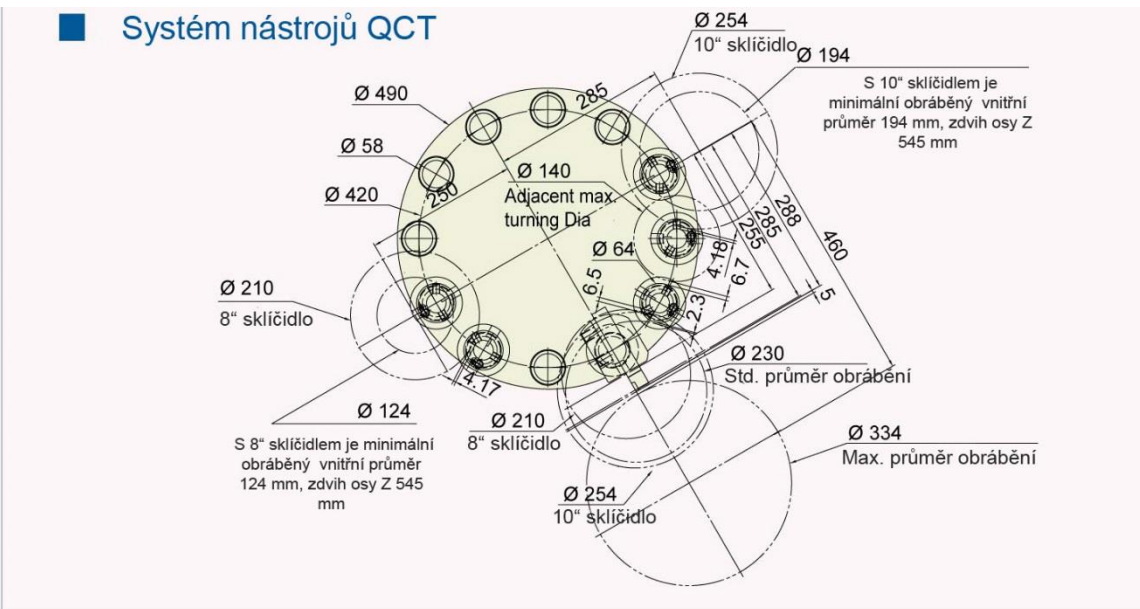 Systém nástrojů QCT
Ø 254
10“ sklíčidlo
Ø 194
S 10“ sklíčidlem je
minimální obráběný vnitřní
průměr 194 mm, zdvih osy Z
545 mm
Ø 490
285
Ø 58
Ø 140
Adjacent max.
turning Dia
250
Ø 420
288
285
255
460
4.18
6.7
Ø 64
6.5
2.3
5
Ø 210
8“ sklíčidlo
Ø 230
Std. průměr obrábění
4.17
Ø 124
S 8“ sklíčidlem je minimální
obráběný vnitřní průměr
124 mm, zdvih osy Z 545
mm
Ø 210
8“ sklíčidlo
Ø 334
Max. průměr obrábění
Ø 254
10“ sklíčidlo